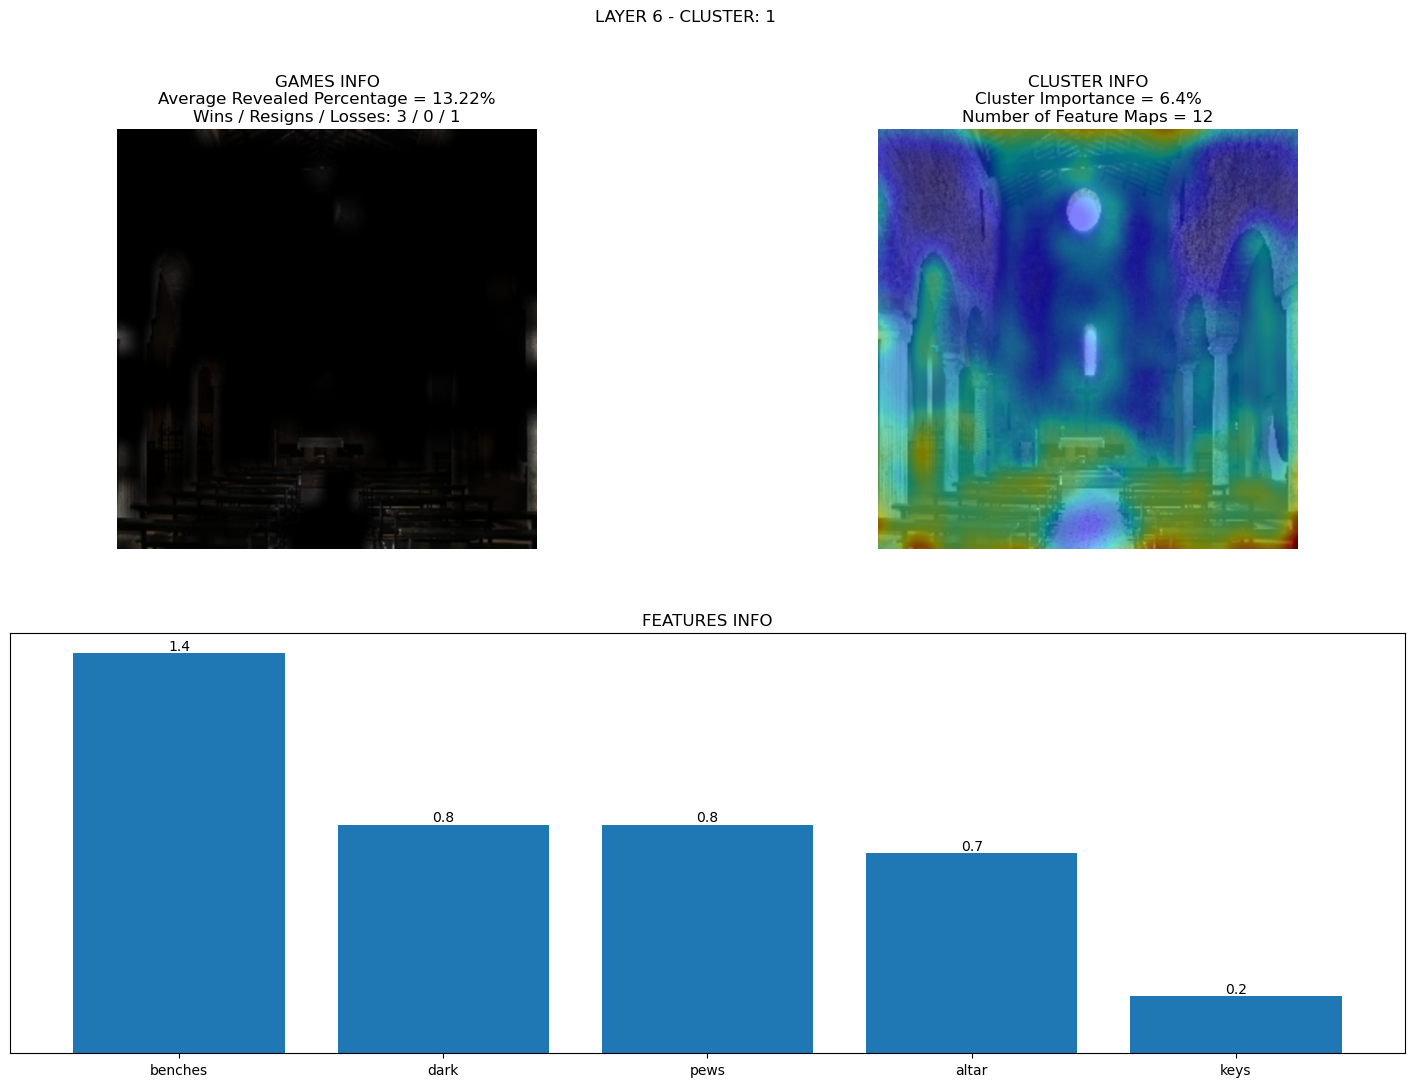 LAYER 6 - CLUSTER: 1
GAMES INFO
Average Revealed Percentage = 13.22%
Wins / Resigns / Losses: 3 / 0 / 1
CLUSTER INFO
Cluster Importance = 6.4%
Number of Feature Maps = 12
FEATURES INFO
1.4
0.8
0.8
0.7
0.2
benches
dark
pews
altar
keys